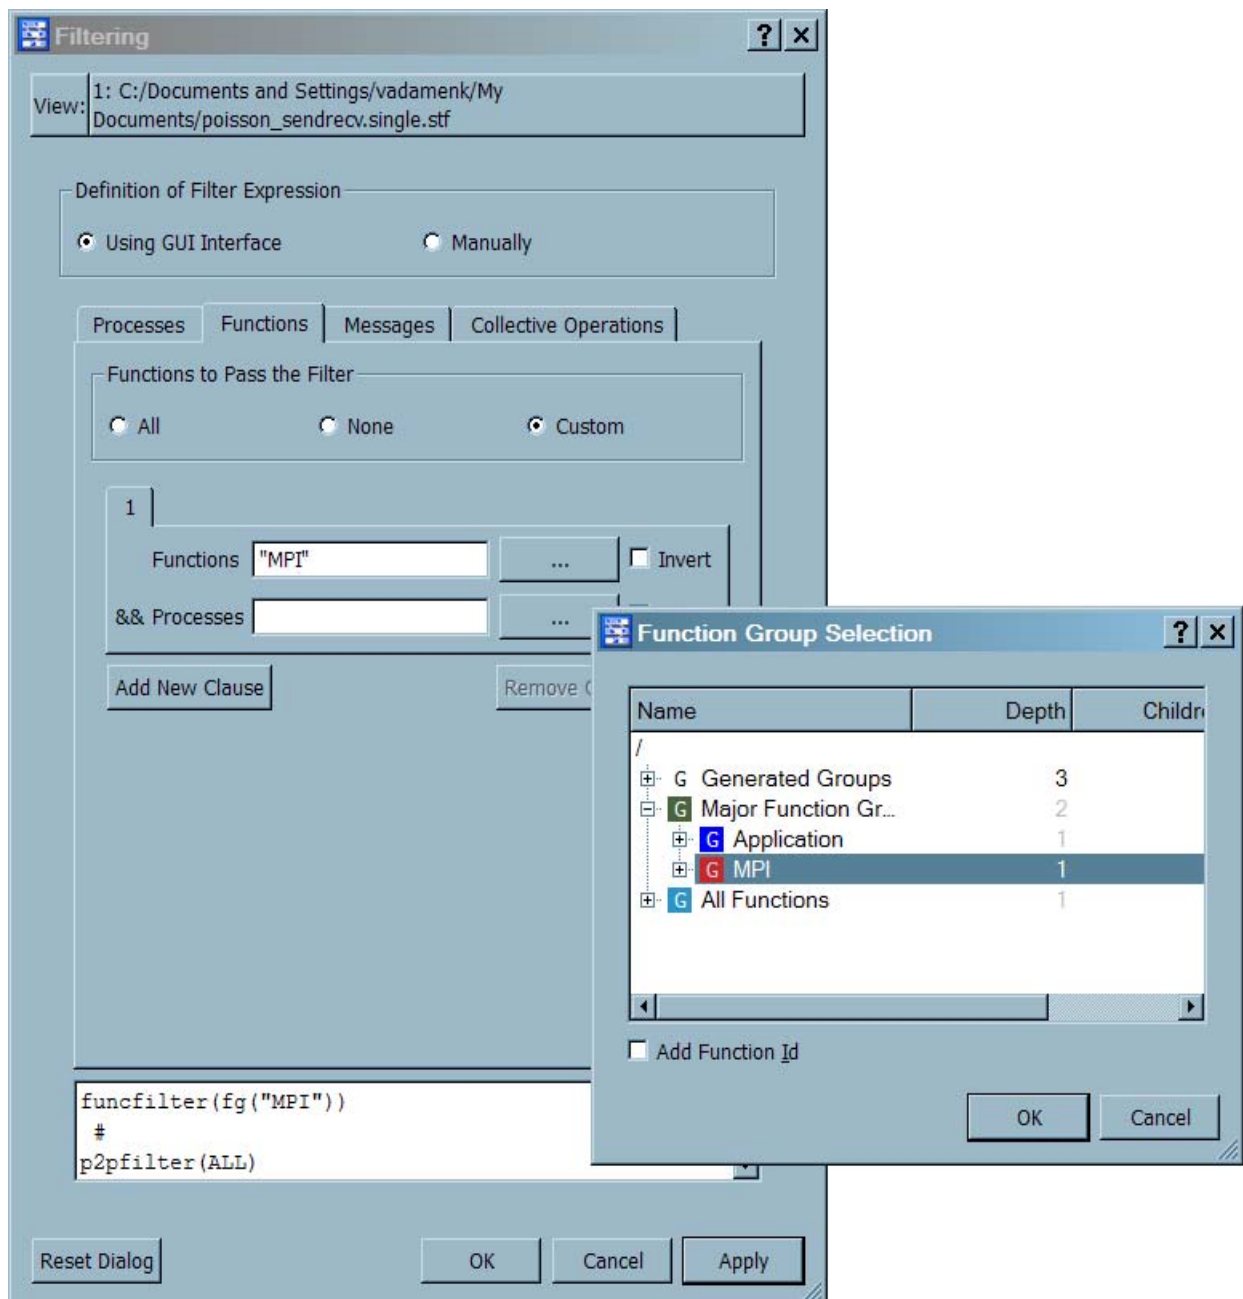 Filtering
View:
1: C:/Documents and Settings/vadamenk/My
Documents/poisson_sendrecv.single.stf
Definition of Filter Expression
Using GUI Interface
Manually
Processes
Functions
Messages
Collective Operations
Functions to Pass the Filter
All
None
Custom
1
Functions
"MPI"
...
Invert
&& Processes
...
Add New Clause
Remove
funcfilter(fg("MPI"))
#
p2pfilter(ALL)
Reset Dialog
OK
Cancel
Apply
Function Group Selection
Name
Depth
/
G Generated Groups 3
G Major Function Gr... 2
G Application 1
G MPI 1
G All Functions 1
Add Function Id
OK
Cancel